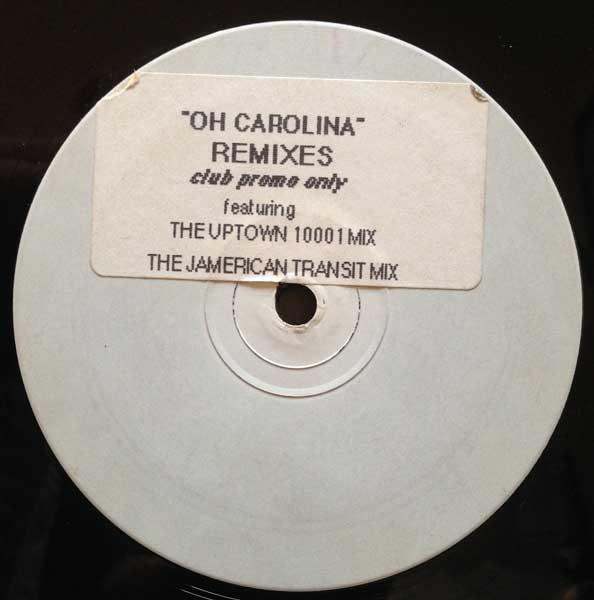 "OH CAROLINA"
REMIXES
club promo only
featuring
THE UPTOWN 10001 MIX
THE JAMERICAN TRANSIT MIX